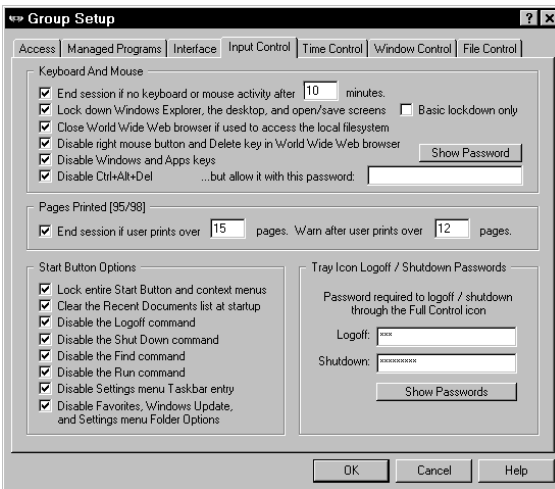 Group Setup
Access Managed Programs Interface Input Control Time Control Window Control File Control
Keyboard And Mouse
End session if no keyboard or mouse activity after 10 minutes.
Lock down Windows Explorer, the desktop, and open/save screens Basic lockdown only
Close World Wide Web browser if used to access the local filesystem
Disable right mouse button and Delete key in World Wide Web browser
Show Password
Disable Windows and Apps keys
Disable Ctrl+Alt+Del ...but allow it with this password:
Pages Printed [95/98]
End session if user prints over 15 pages. Warn after user prints over 12 pages.
Start Button Options
Lock entire Start Button and context menus
Clear the Recent Documents list at startup
Disable the Logoff command
Disable the Shut Down command
Disable the Find command
Disable the Run command
Disable Settings menu Taskbar entry
Disable Favorites, Windows Update,
and Settings menu Folder Options
Tray Icon Logoff / Shutdown Passwords
Password required to logoff / shutdown
through the Full Control icon
Logoff: ***
Shutdown: *********
Show Passwords
OK Cancel Help